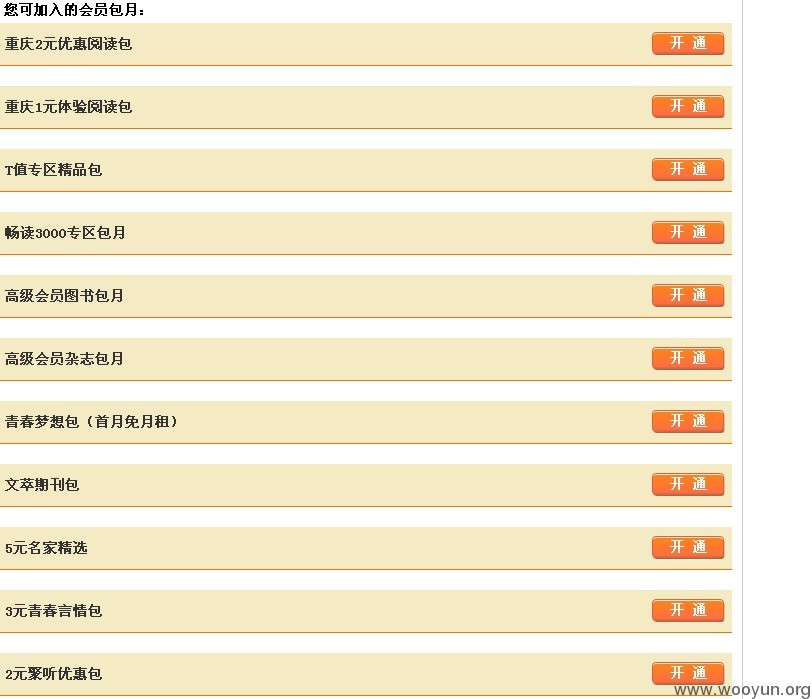 您可加入的会员包月：
重庆2元优惠阅读包 开 通
重庆1元体验阅读包 开 通
T值专区精品包 开 通
畅读3000专区包月 开 通
高级会员图书包月 开 通
高级会员杂志包月 开 通
青春梦想包（首月免月租） 开 通
文萃期刊包 开 通
5元名家精选 开 通
3元青春言情包 开 通
2元聚听优惠包 开 通
www.wooyun.org